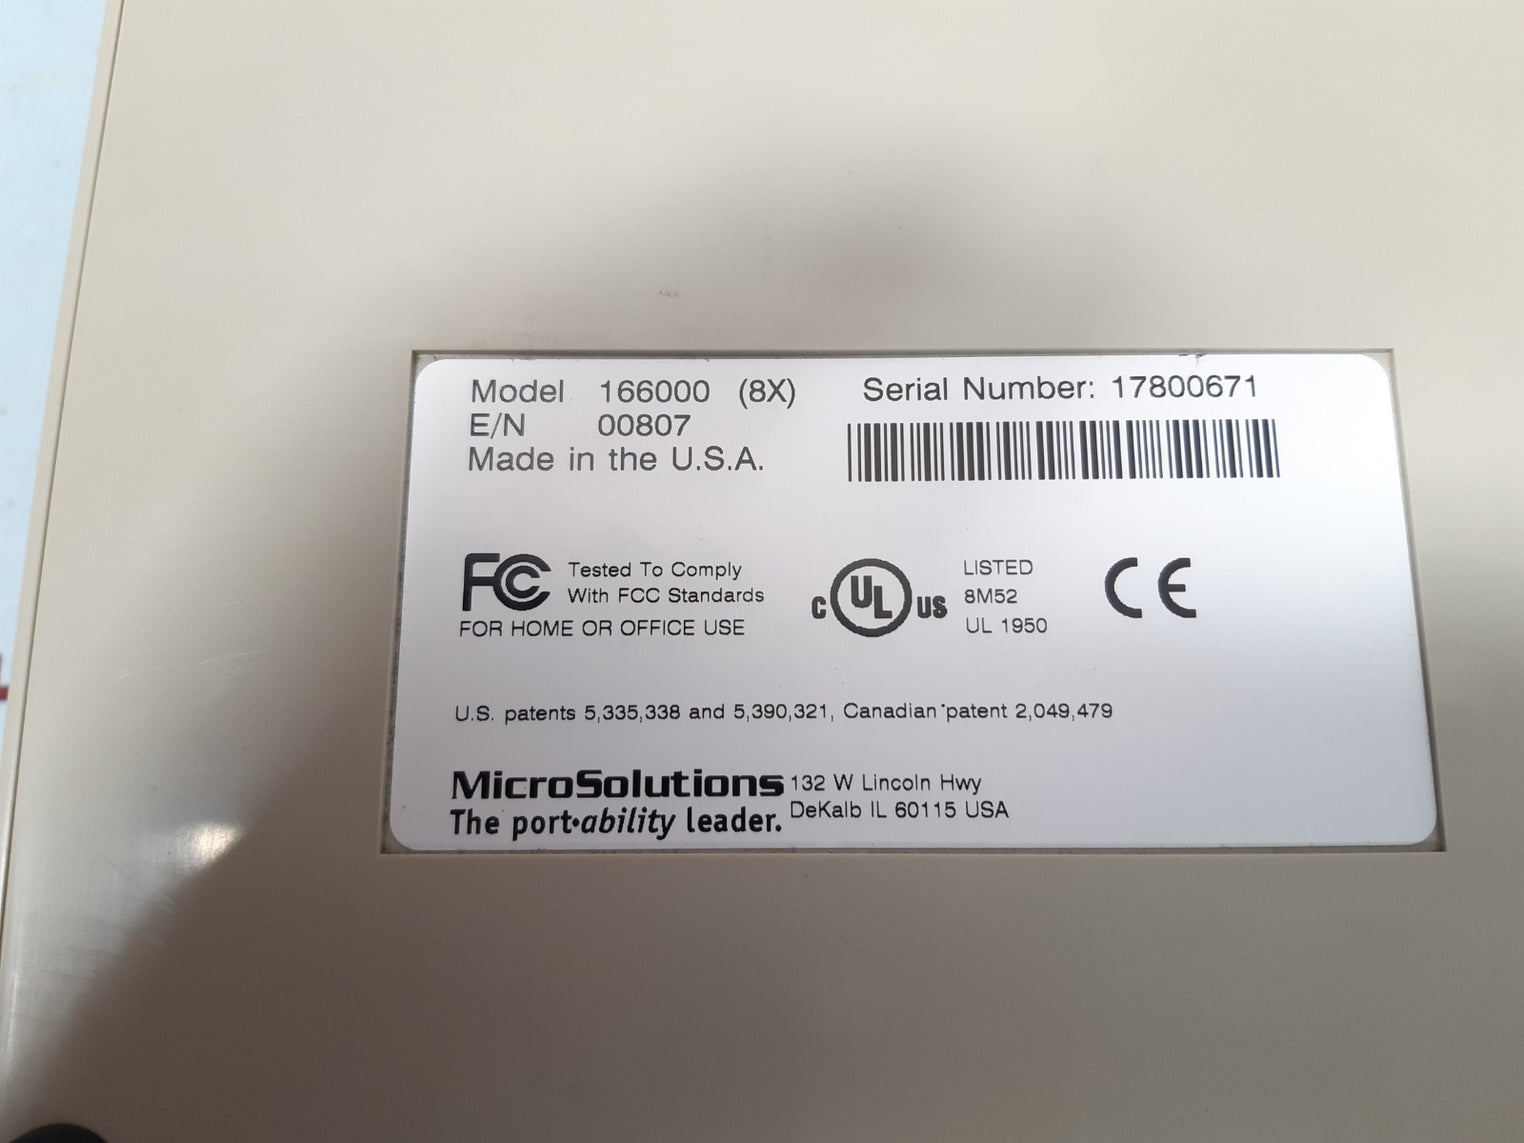 Model 166000 (8X) Serial Number: 17800671
E/N 00807
Made in the U.S.A.
FC Tested To Comply
With FCC Standards
FOR HOME OR OFFICE USE
C UL US LISTED
8M52
UL 1950
CE
U.S. patents 5,335,338 and 5,390,321, Canadian patent 2,049,479
MicroSolutions 132 W Lincoln Hwy
The port•ability leader. DeKalb IL 60115 USA